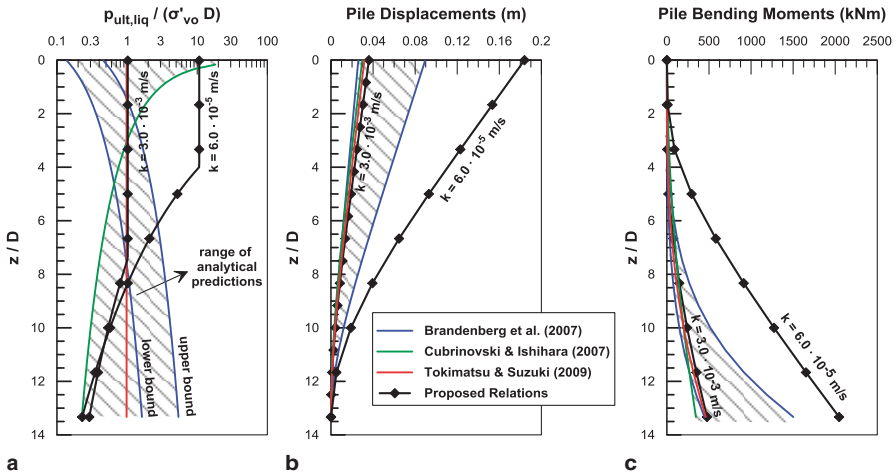 p ult,liq / (σ'vo D)
0.1 0.3 1 3 10 30 100
0
2
4
6
8
10
12
14
z / D
k = 3.0 · 10-3 m/s
k = 6.0 · 10-5 m/s
range of
analytical
predictions
lower bound
upper bound
a
Pile Displacements (m)
0 0.04 0.08 0.12 0.16 0.2
0
2
4
6
8
10
12
14
z / D
k = 3.0 · 10-3 m/s
k = 6.0 · 10-5 m/s
Brandenberg et al. (2007)
Cubrinovski & Ishihara (2007)
Tokimatsu & Suzuki (2009)
Proposed Relations
b
Pile Bending Moments (kNm)
0 500 1000 1500 2000 2500
0
2
4
6
8
10
12
14
z / D
k = 3.0 · 10-3 m/s
k = 6.0 · 10-5 m/s
c